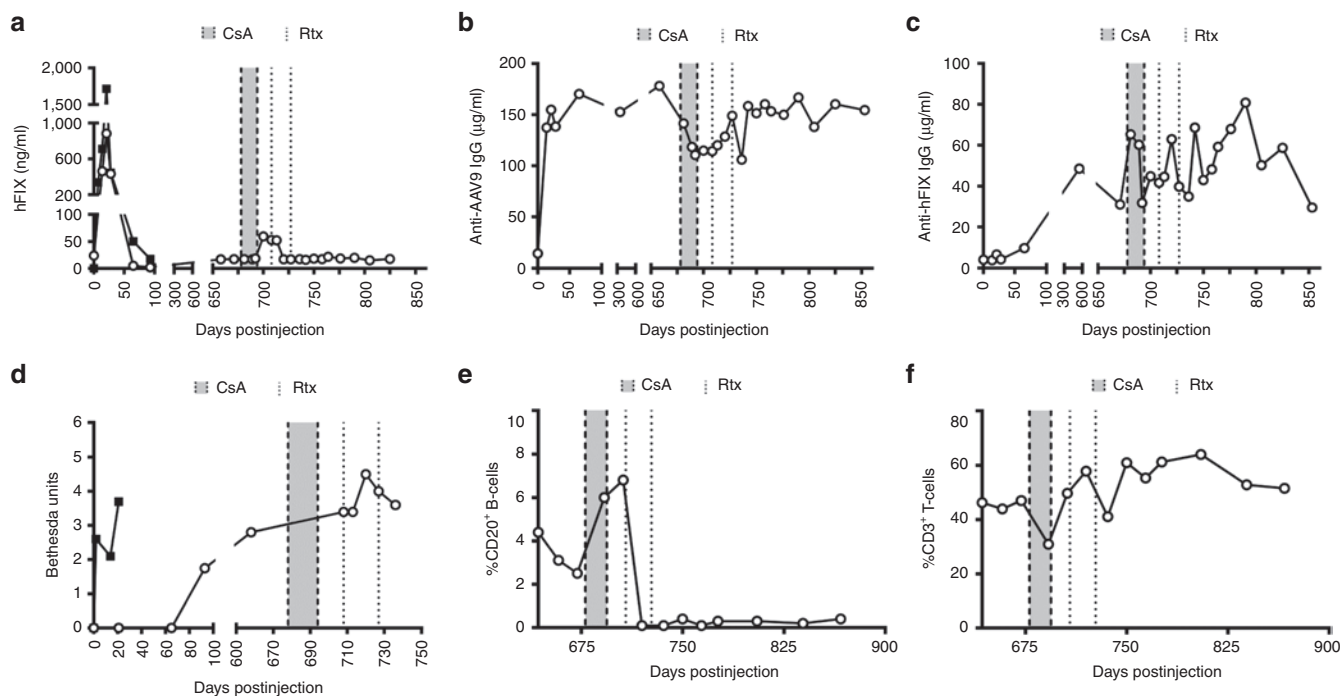 a
CsA
Rtx
hFIX (ng/ml)
2,000
1,500
1,000
600
200
100
50
0
0
50
100
300
600
650
700
750
800
850
Days postinjection
b
CsA
Rtx
Anti-AAV9 IgG (µg/ml)
200
150
100
50
0
0
50
100
300
600
650
700
750
800
850
Days postinjection
c
CsA
Rtx
Anti-hFIX IgG (µg/ml)
100
80
60
40
20
0
0
50
100
300
600
650
700
750
800
850
Days postinjection
d
CsA
Rtx
Bethesda units
6
5
4
3
2
1
0
0
20
40
60
80
100
600
670
690
710
730
750
Days postinjection
e
CsA
Rtx
%CD20⁺ B-cells
10
8
6
4
2
0
675
750
825
900
Days postinjection
f
CsA
Rtx
%CD3⁺ T-cells
80
60
40
20
0
675
750
825
900
Days postinjection